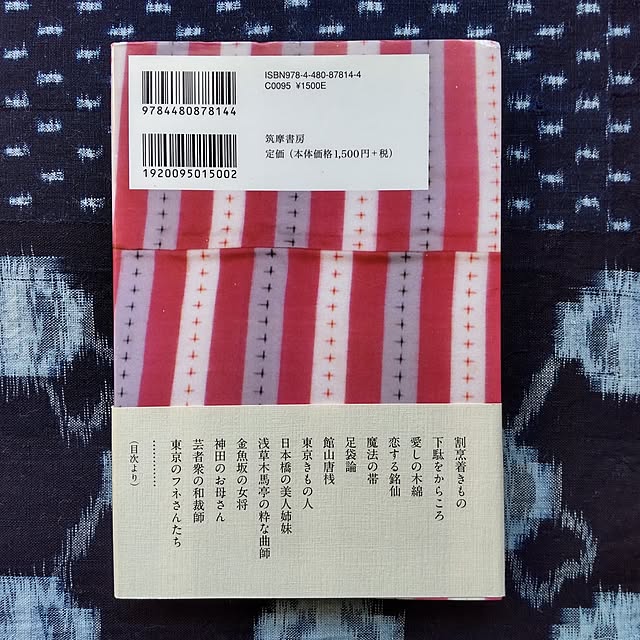 ISBN978-4-480-87814-4
C0095 ¥1500E
9784480878144
筑摩書房
定価（本体価格1,500円+税）
1920095015002
割烹着きもの
下駄をからころ
愛しの木綿
恋する銘仙
魔法の帯
足袋論
館山唐桟
東京きもの人
日本橋の美人姉妹
浅草木馬亭の粋な曲師
金魚坂の女将
神田のお母さん
芸者衆の和裁師
東京のフネさんたち
…………
（目次より）